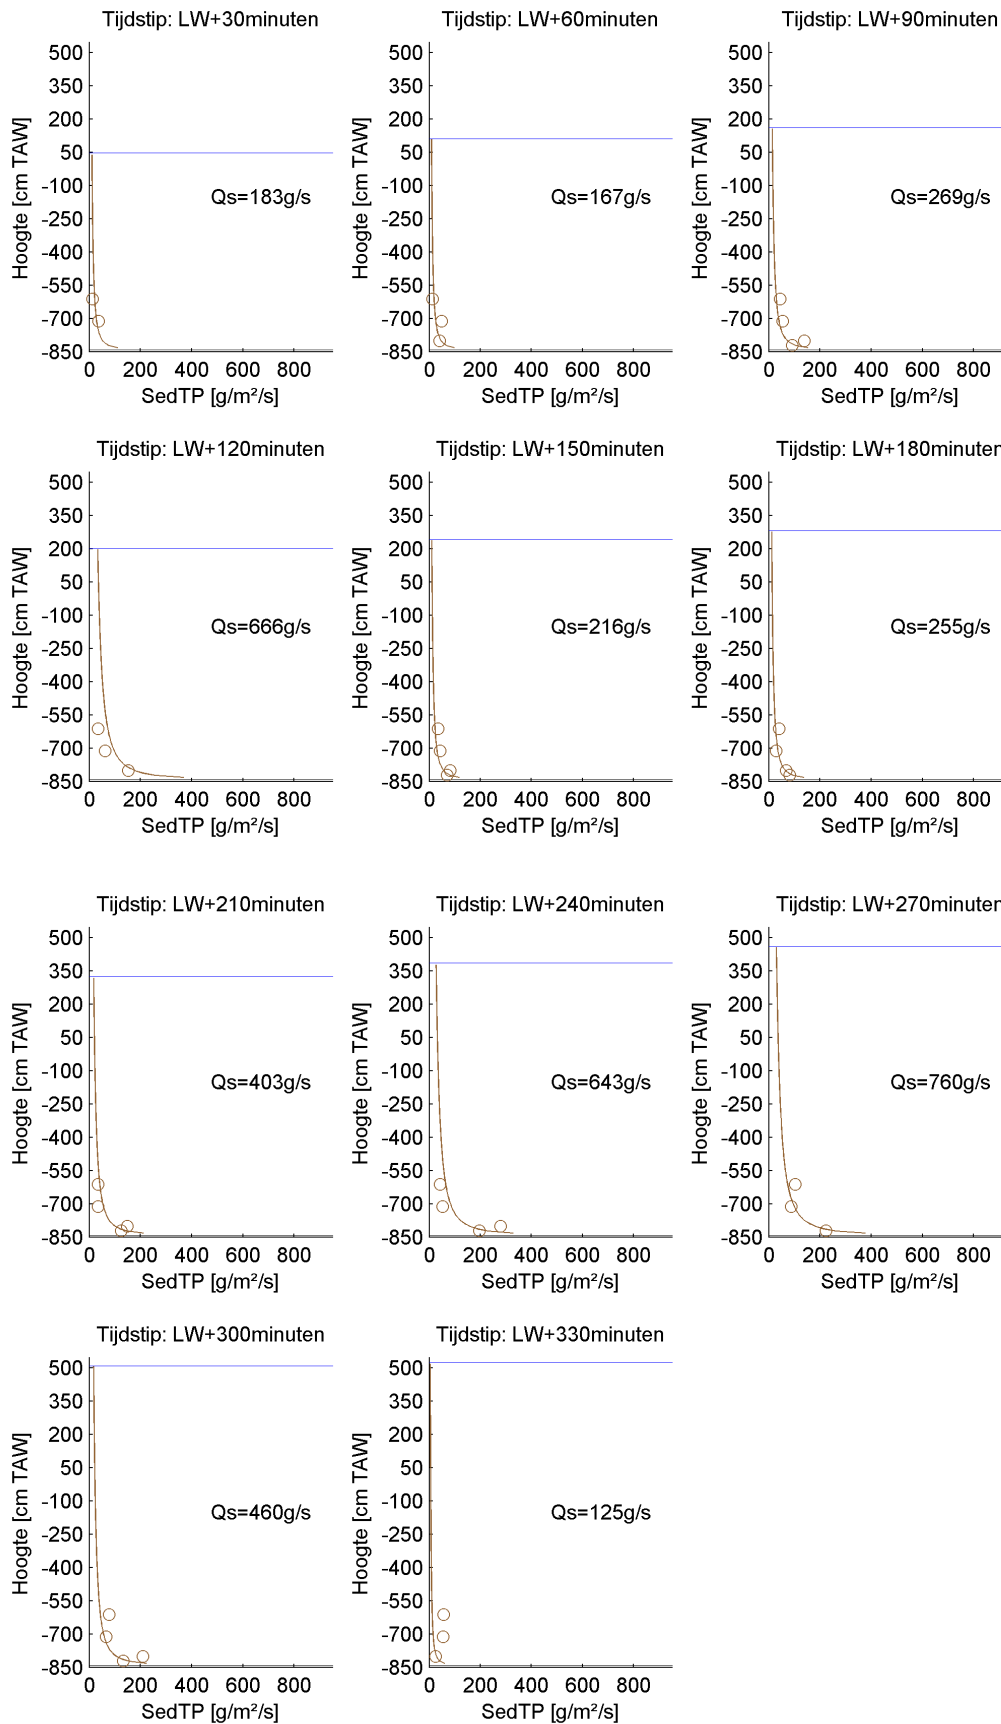 Tijdstip: LW+30minuten
Hoogte [cm TAW]
500
350
200
50
-100
-250
-400
-550
-700
-850
Qs=183g/s
0 200 400 600 800
SedTP [g/m²/s]
Tijdstip: LW+60minuten
Hoogte [cm TAW]
500
350
200
50
-100
-250
-400
-550
-700
-850
Qs=167g/s
0 200 400 600 800
SedTP [g/m²/s]
Tijdstip: LW+90minuten
Hoogte [cm TAW]
500
350
200
50
-100
-250
-400
-550
-700
-850
Qs=269g/s
0 200 400 600 800
SedTP [g/m²/s]
Tijdstip: LW+120minuten
Hoogte [cm TAW]
500
350
200
50
-100
-250
-400
-550
-700
-850
Qs=666g/s
0 200 400 600 800
SedTP [g/m²/s]
Tijdstip: LW+150minuten
Hoogte [cm TAW]
500
350
200
50
-100
-250
-400
-550
-700
-850
Qs=216g/s
0 200 400 600 800
SedTP [g/m²/s]
Tijdstip: LW+180minuten
Hoogte [cm TAW]
500
350
200
50
-100
-250
-400
-550
-700
-850
Qs=255g/s
0 200 400 600 800
SedTP [g/m²/s]
Tijdstip: LW+210minuten
Hoogte [cm TAW]
500
350
200
50
-100
-250
-400
-550
-700
-850
Qs=403g/s
0 200 400 600 800
SedTP [g/m²/s]
Tijdstip: LW+240minuten
Hoogte [cm TAW]
500
350
200
50
-100
-250
-400
-550
-700
-850
Qs=643g/s
0 200 400 600 800
SedTP [g/m²/s]
Tijdstip: LW+270minuten
Hoogte [cm TAW]
500
350
200
50
-100
-250
-400
-550
-700
-850
Qs=760g/s
0 200 400 600 800
SedTP [g/m²/s]
Tijdstip: LW+300minuten
Hoogte [cm TAW]
500
350
200
50
-100
-250
-400
-550
-700
-850
Qs=460g/s
0 200 400 600 800
SedTP [g/m²/s]
Tijdstip: LW+330minuten
Hoogte [cm TAW]
500
350
200
50
-100
-250
-400
-550
-700
-850
Qs=125g/s
0 200 400 600 800
SedTP [g/m²/s]